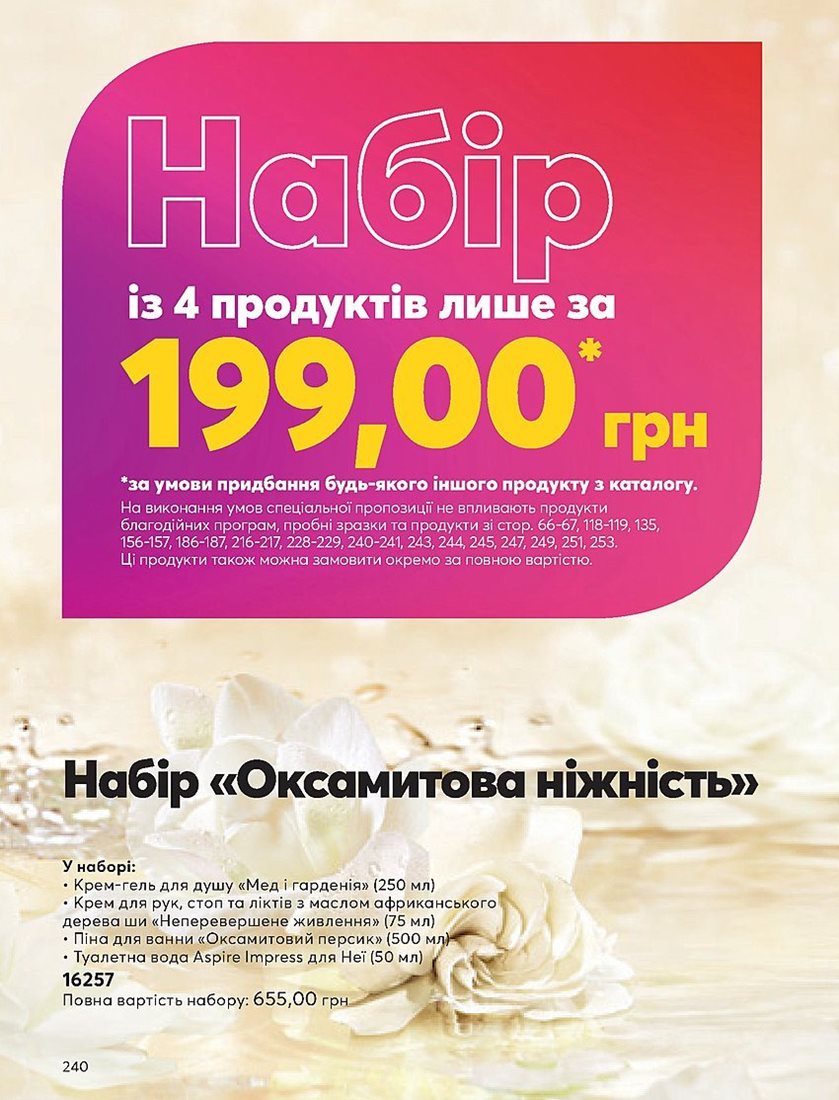 Набір
із 4 продуктів лише за
199,00* грн
*за умови придбання будь-якого іншого продукту з каталогу.
На виконання умов спеціальної пропозиції не впливають продукти
благодійних програм, пробні зразки та продукти зі стор. 66-67, 118-119, 135,
156-157, 186-187, 216-217, 228-229, 240-241, 243, 244, 245, 247, 249, 251, 253.
Ці продукти також можна замовити окремо за повною вартістю.
Набір «Оксамитова ніжність»
У наборі:
• Крем-гель для душу «Мед і гарденія» (250 мл)
• Крем для рук, стоп та ліктів з маслом африканського
дерева ши «Неперевершене живлення» (75 мл)
• Піна для ванни «Оксамитовий персик» (500 мл)
• Туалетна вода Aspire Impress для Неї (50 мл)
16257
Повна вартість набору: 655,00 грн
240